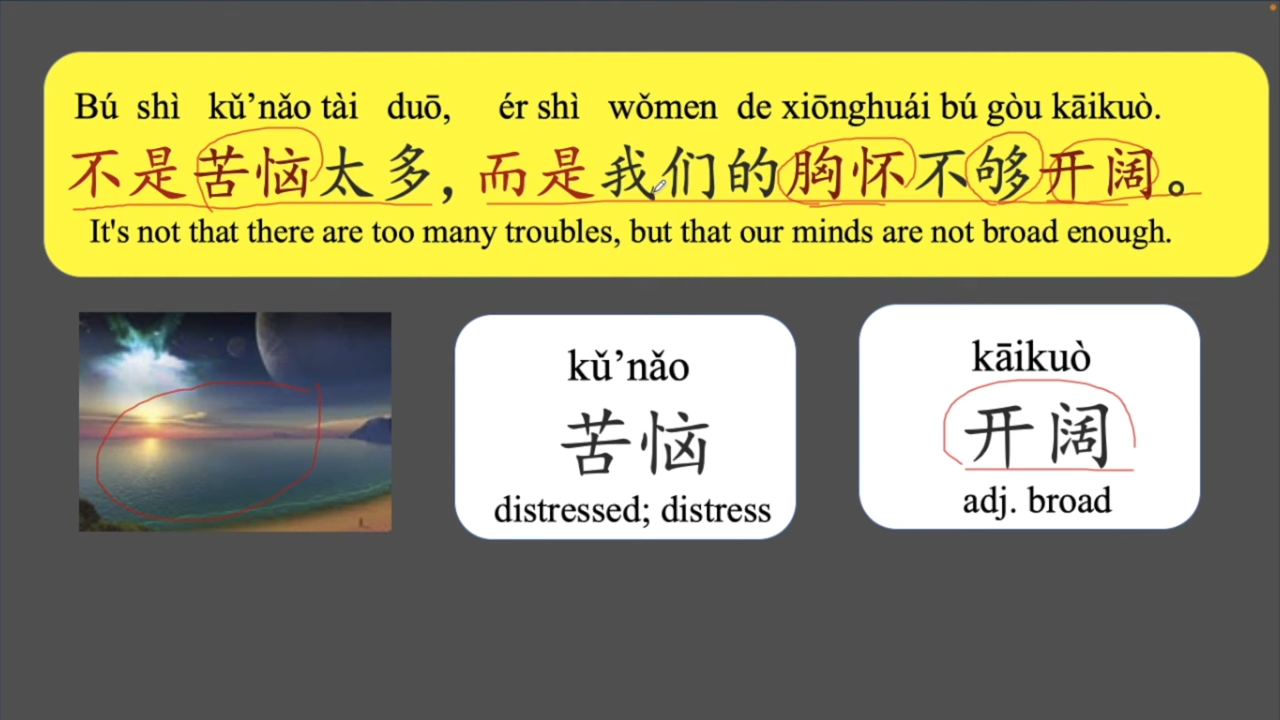 Bú shì kǔ’nǎo tài duō, ér shì wǒmen de xiōnghuái bú gòu kāikuò.
不是苦恼太多，而是我们的胸怀不够开阔。
It's not that there are too many troubles, but that our minds are not broad enough.
kǔ’nǎo
苦恼
distressed; distress
kāikuò
开阔
adj. broad